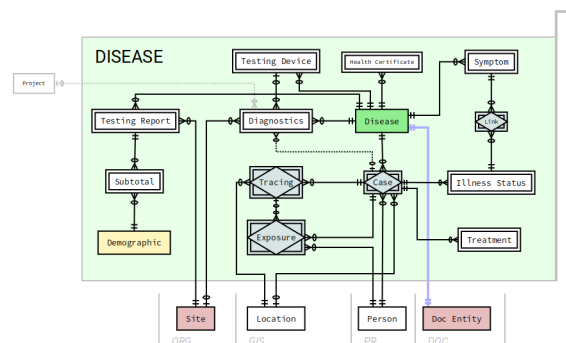 DISEASE
Testing Device
Health Certificate
Symptom
Project
Testing Report
Diagnostics
Disease
Link
Subtotal
Tracing
Case
Illness Status
Demographic
Exposure
Treatment
Site
Location
Person
Doc Entity
ORG
GIS
PR
DOC